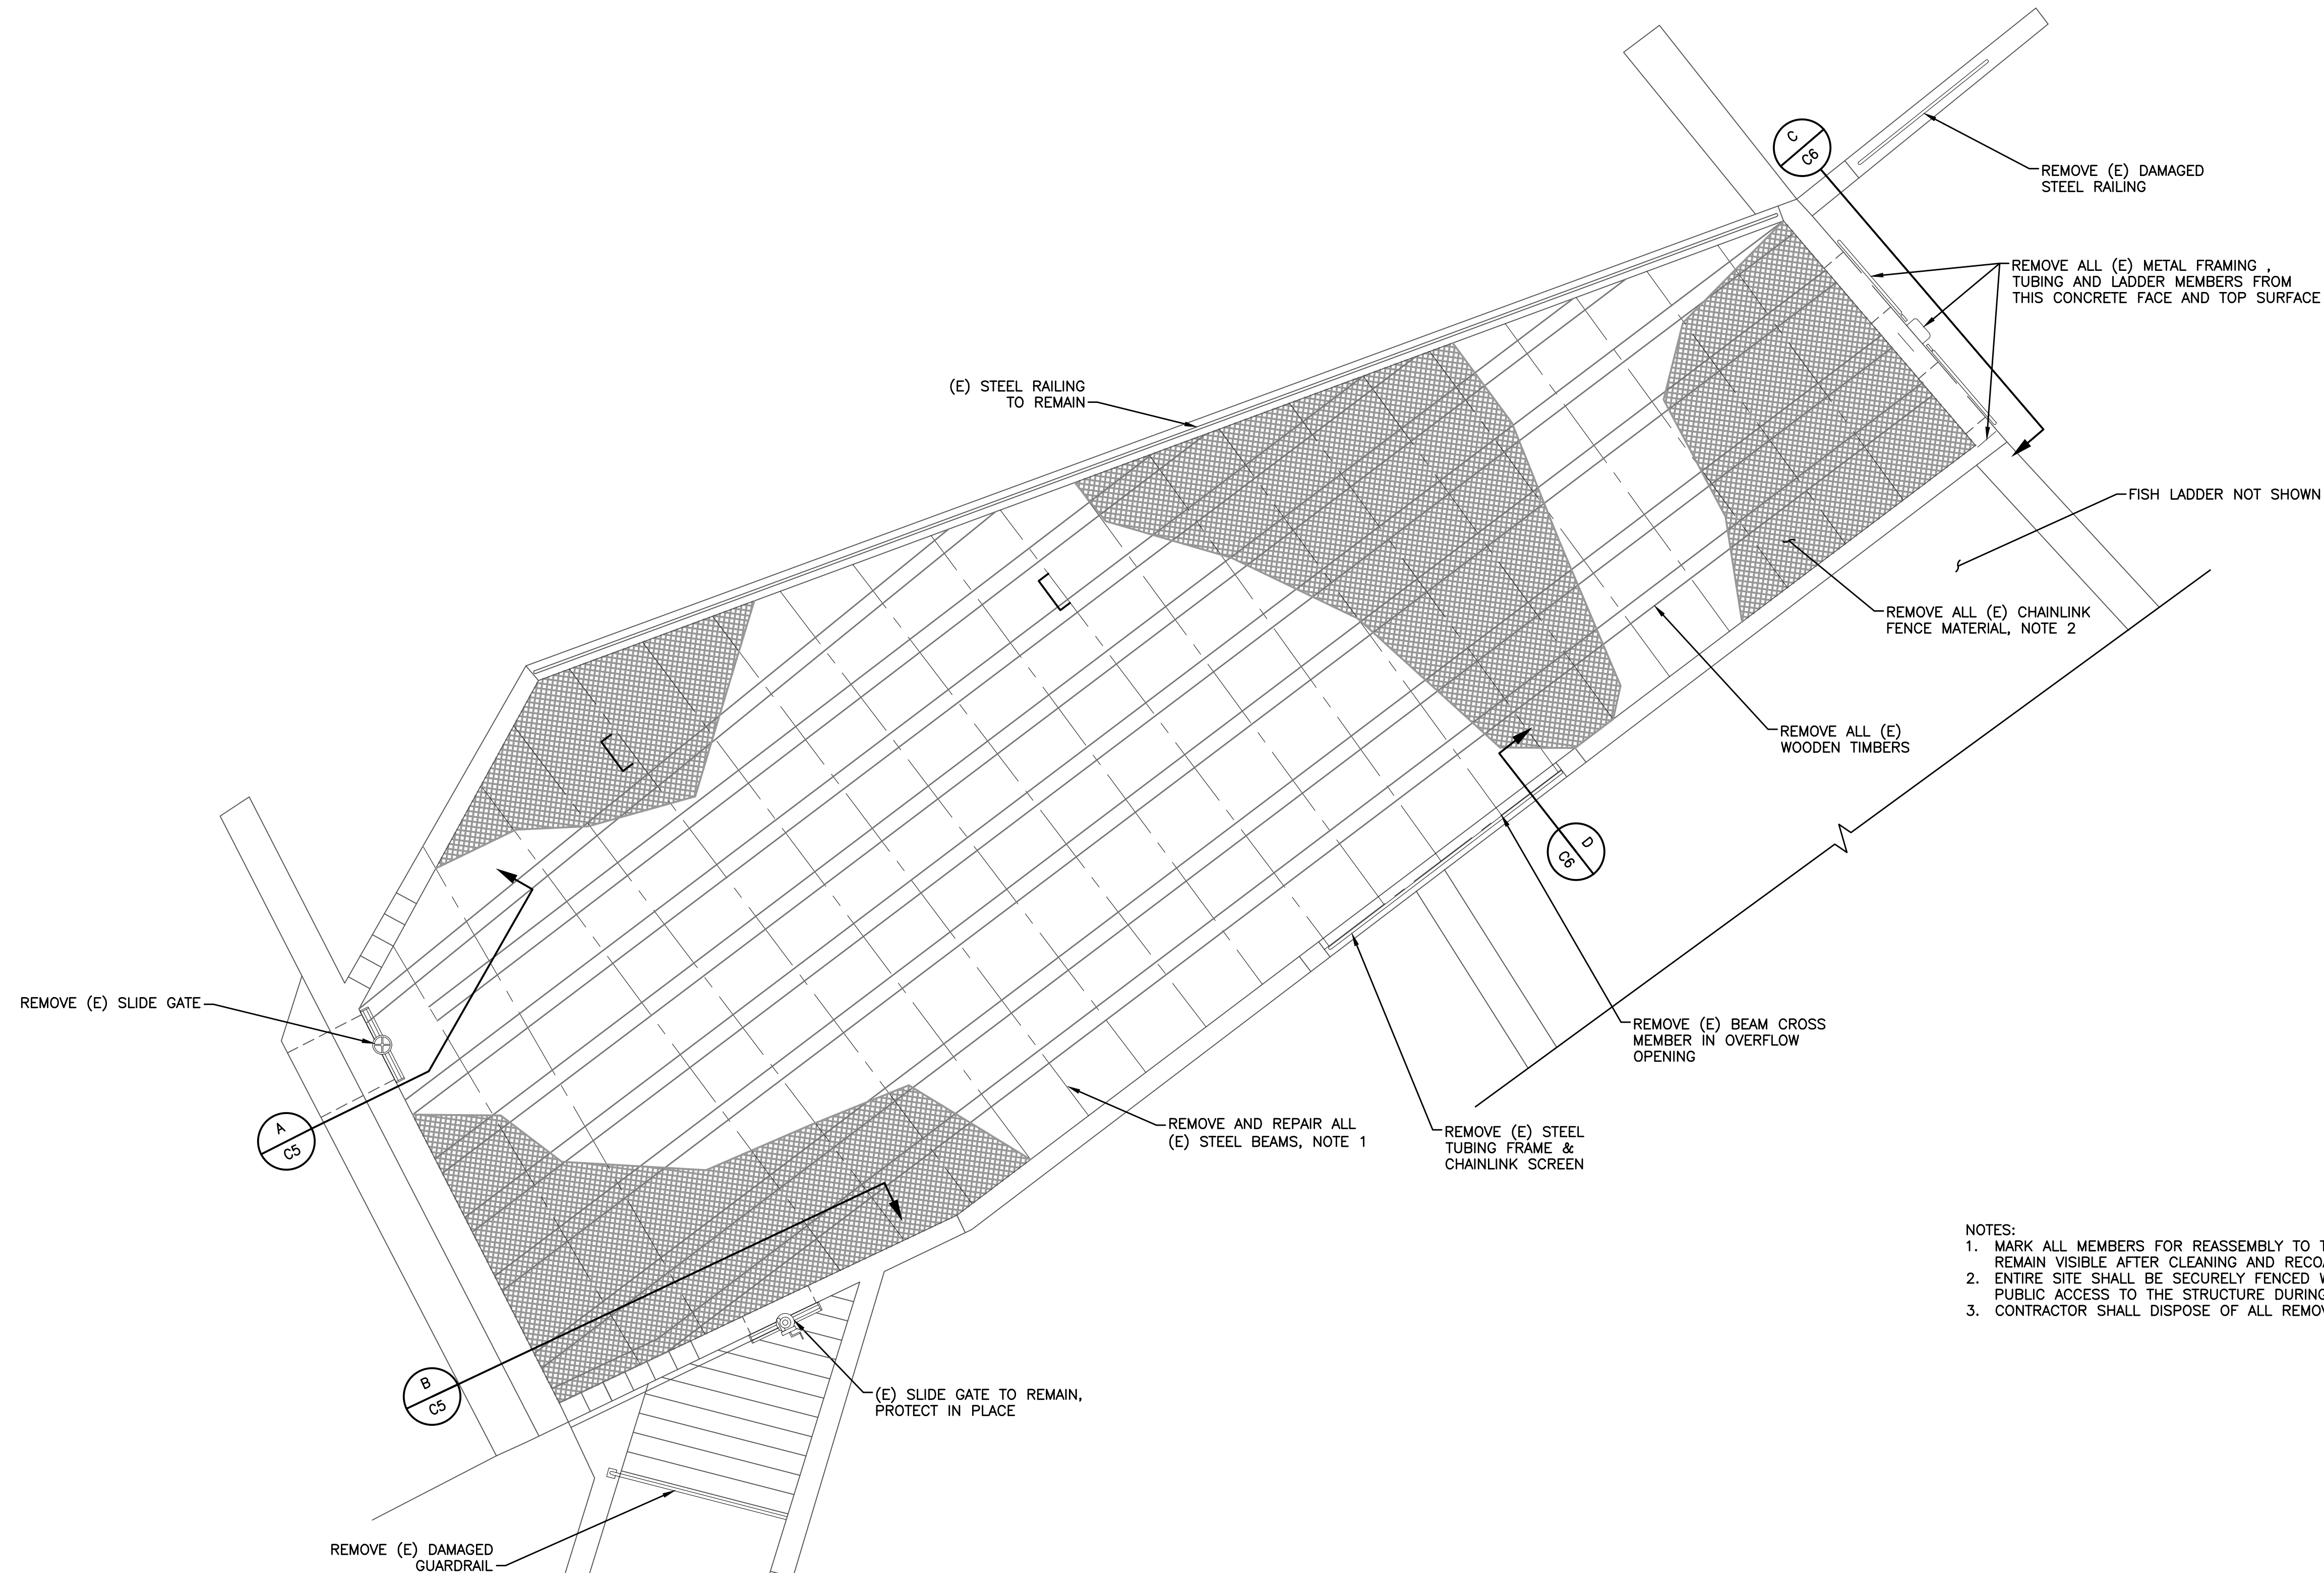 C
C6
REMOVE (E) DAMAGED
STEEL RAILING
REMOVE ALL (E) METAL FRAMING ,
TUBING AND LADDER MEMBERS FROM
THIS CONCRETE FACE AND TOP SURFACE
(E) STEEL RAILING
TO REMAIN
FISH LADDER NOT SHOWN
REMOVE ALL (E) CHAINLINK
FENCE MATERIAL, NOTE 2
REMOVE ALL (E)
WOODEN TIMBERS
D
C6
REMOVE (E) SLIDE GATE
REMOVE (E) BEAM CROSS
MEMBER IN OVERFLOW
OPENING
A
C5
REMOVE AND REPAIR ALL
(E) STEEL BEAMS, NOTE 1
REMOVE (E) STEEL
TUBING FRAME &
CHAINLINK SCREEN
B
C5
(E) SLIDE GATE TO REMAIN,
PROTECT IN PLACE
REMOVE (E) DAMAGED
GUARDRAIL
NOTES:
1. MARK ALL MEMBERS FOR REASSEMBLY TO
REMAIN VISIBLE AFTER CLEANING AND
2. ENTIRE SITE SHALL BE SECURELY FENCED
PUBLIC ACCESS TO THE STRUCTURE DURING
3. CONTRACTOR SHALL DISPOSE OF ALL